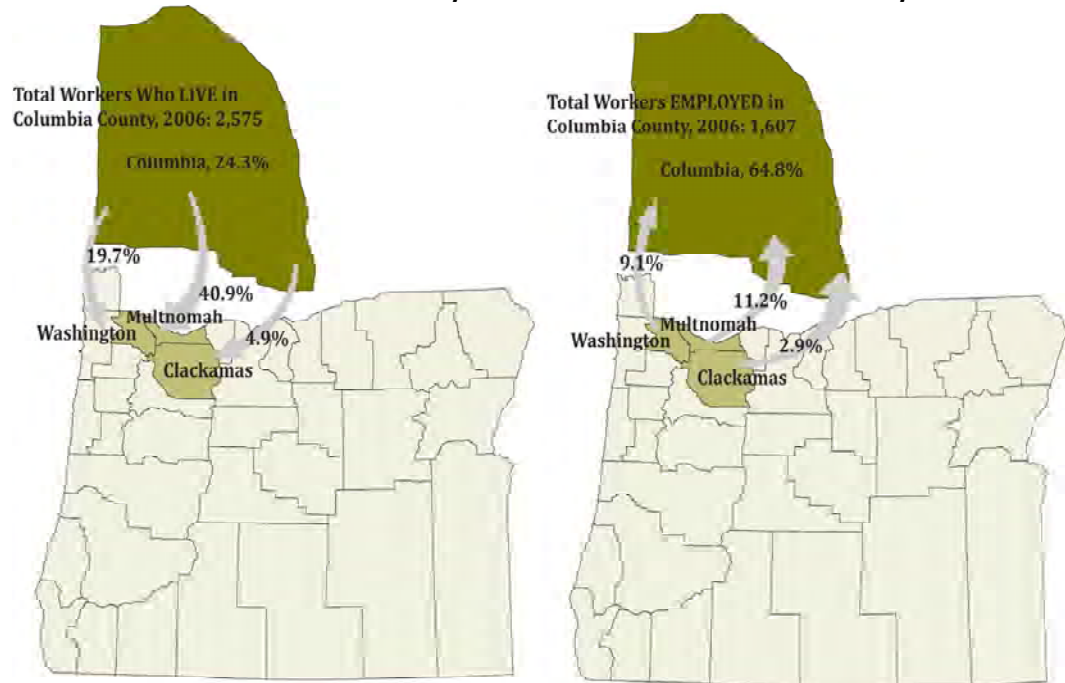 Total Workers Who LIVE in
Columbia County, 2006: 2,575
Columbia, 24.3%
19.7%
40.9%
Multnomah
Washington
4.9%
Clackamas
Total Workers EMPLOYED in
Columbia County, 2006: 1,607
Columbia, 64.8%
9.1%
11.2%
Multnomah
Washington
2.9%
Clackamas